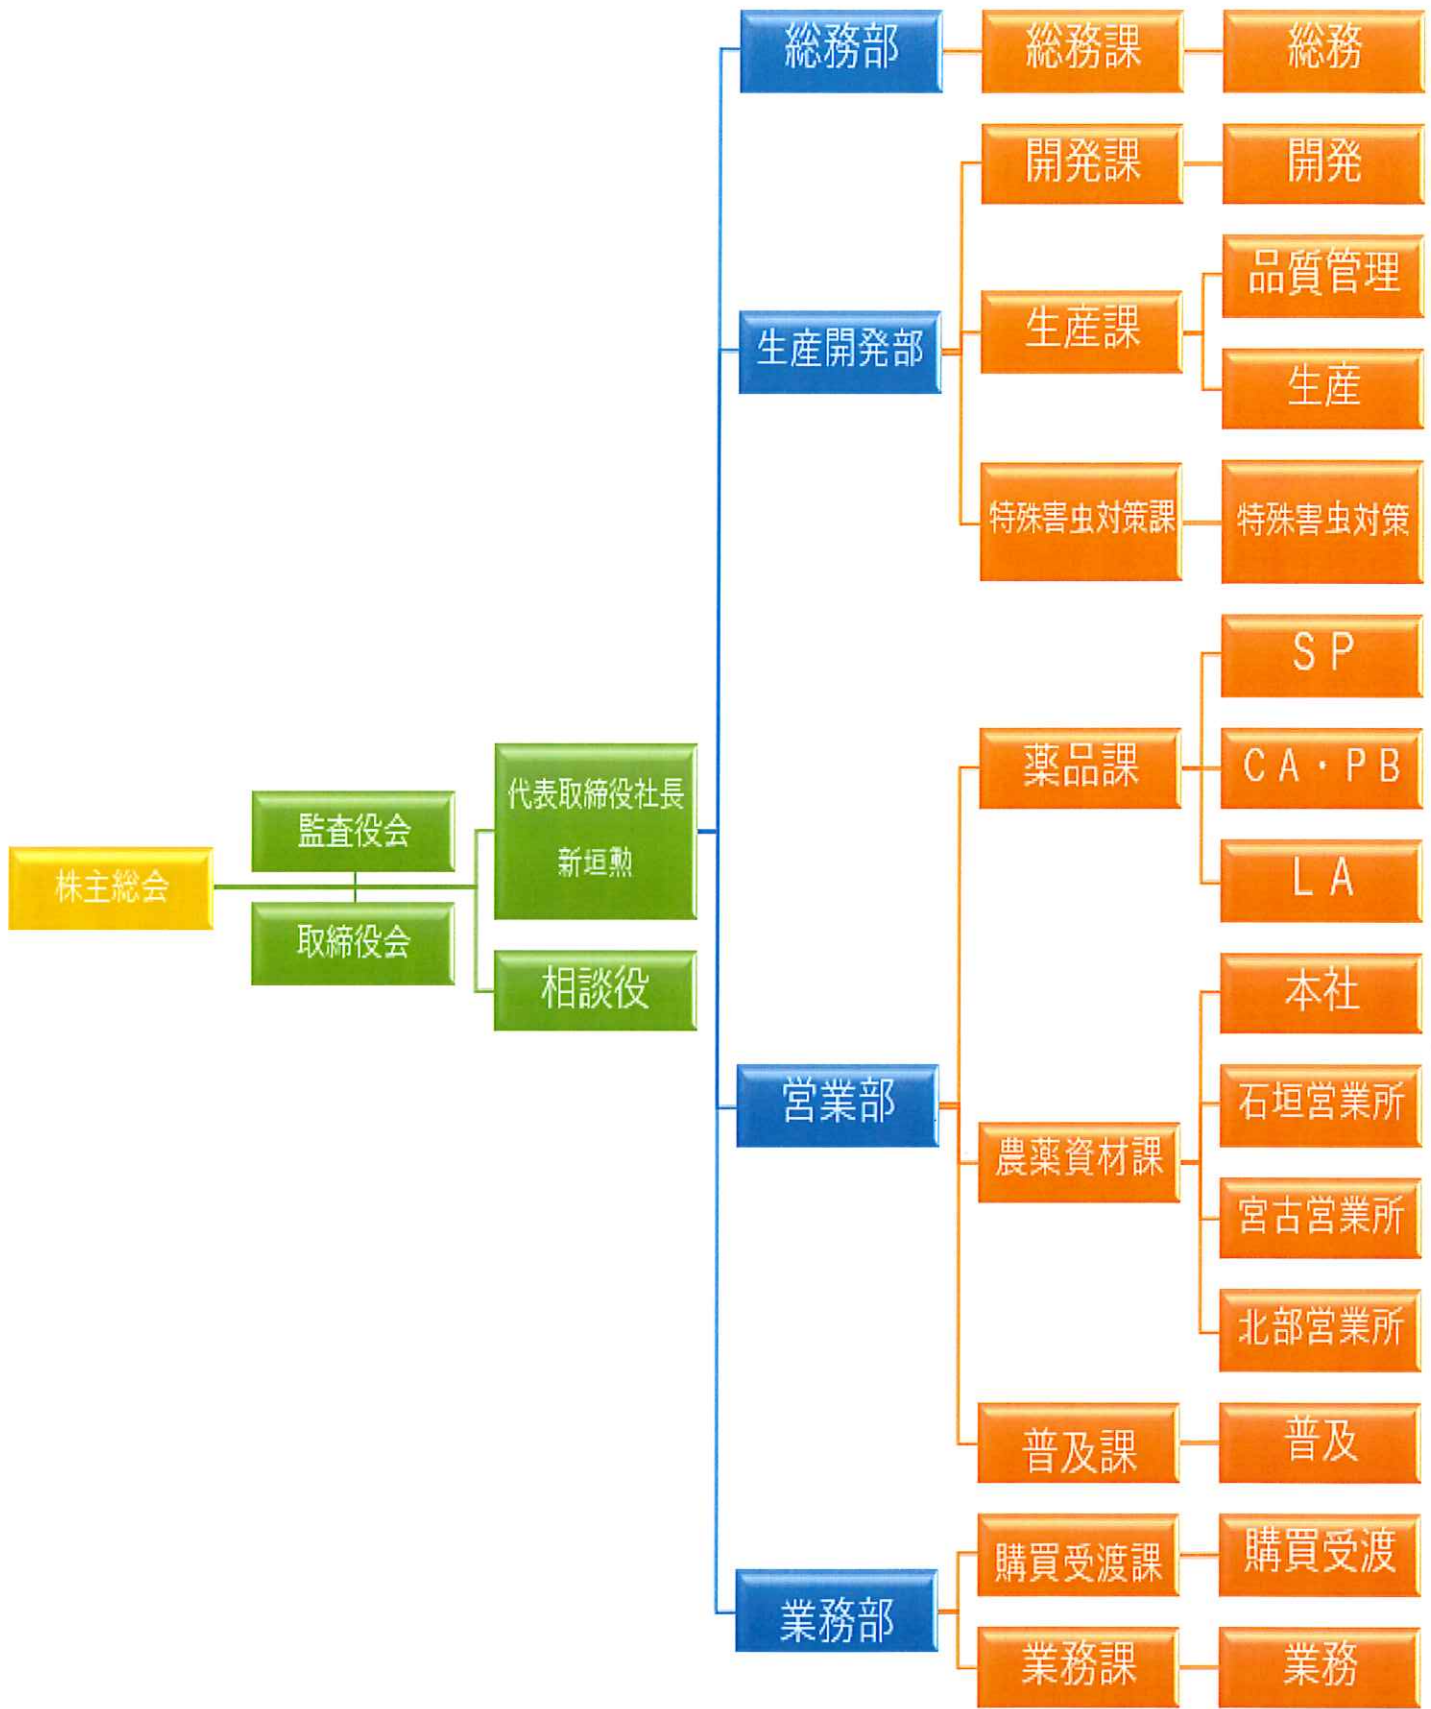 株主総会
監査役会
取締役会
代表取締役社長
新垣勲
相談役
総務部
総務課
総務
生産開発部
開発課
開発
生産課
品質管理
生産
特殊害虫対策課
特殊害虫対策
営業部
薬品課
ＳＰ
ＣＡ・ＰＢ
ＬＡ
農薬資材課
本社
石垣営業所
宮古営業所
北部営業所
普及課
普及
業務部
購買受渡課
購買受渡
業務課
業務